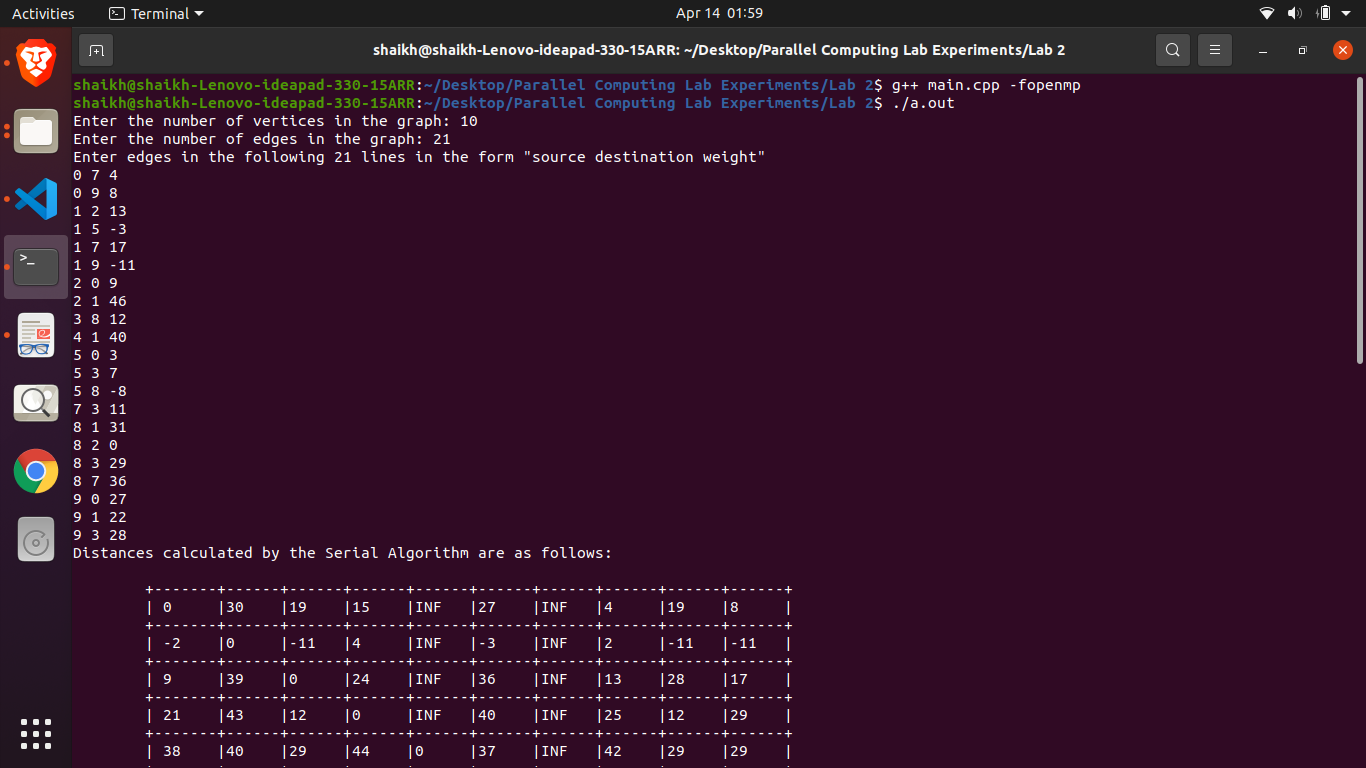 Activities Terminal Apr 14 01:59
shaikh@shaikh-Lenovo-ideapad-330-15ARR: ~/Desktop/Parallel Computing Lab Experiments/Lab 2
shaikh@shaikh-Lenovo-ideapad-330-15ARR:~/Desktop/Parallel Computing Lab Experiments/Lab 2$ g++ main.cpp -fopenmp
shaikh@shaikh-Lenovo-ideapad-330-15ARR:~/Desktop/Parallel Computing Lab Experiments/Lab 2$ ./a.out
Enter the number of vertices in the graph: 10
Enter the number of edges in the graph: 21
Enter edges in the following 21 lines in the form "source destination weight"
0 7 4
0 9 8
1 2 13
1 5 -3
1 7 17
1 9 -11
2 0 9
2 1 46
3 8 12
4 1 40
5 0 3
5 3 7
5 8 -8
7 3 11
8 1 31
8 2 0
8 3 29
8 7 36
9 0 27
9 1 22
9 3 28
Distances calculated by the Serial Algorithm are as follows:
+-------+------+------+------+------+------+------+------+------+------+
| 0     |30    |19    |15    |INF   |27    |INF   |4     |19    |8     |
+-------+------+------+------+------+------+------+------+------+------+
| -2    |0     |-11   |4     |INF   |-3    |INF   |2     |-11   |-11   |
+-------+------+------+------+------+------+------+------+------+------+
| 9     |39    |0     |24    |INF   |36    |INF   |13    |28    |17    |
+-------+------+------+------+------+------+------+------+------+------+
| 21    |43    |12    |0     |INF   |40    |INF   |25    |12    |29    |
+-------+------+------+------+------+------+------+------+------+------+
| 38    |40    |29    |44    |0     |37    |INF   |42    |29    |29    |